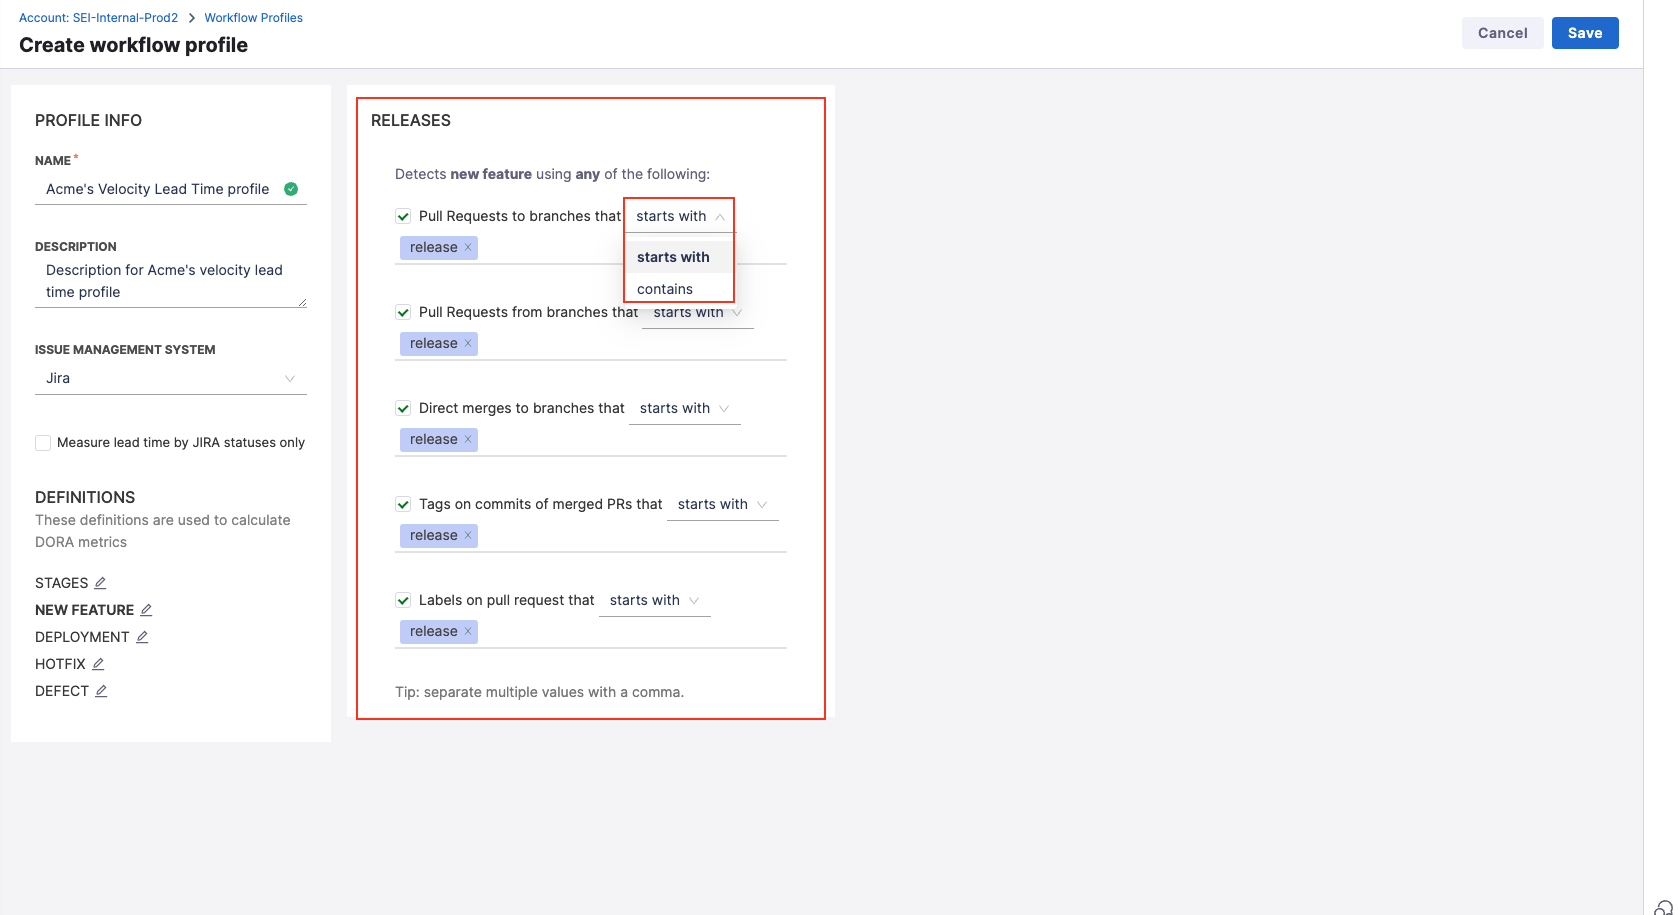 Account: SEI-Internal-Prod2 > Workflow Profiles
Create workflow profile
Cancel
Save
PROFILE INFO
NAME*
Acme's Velocity Lead Time profile
DESCRIPTION
Description for Acme's velocity lead
time profile
ISSUE MANAGEMENT SYSTEM
Jira
Measure lead time by JIRA statuses only
DEFINITIONS
These definitions are used to calculate
DORA metrics
STAGES
NEW FEATURE
DEPLOYMENT
HOTFIX
DEFECT
RELEASES
Detects new feature using any of the following:
Pull Requests to branches that starts with
release ×
starts with
contains
Pull Requests from branches that starts with
release ×
Direct merges to branches that starts with
release ×
Tags on commits of merged PRs that starts with
release ×
Labels on pull request that starts with
release ×
Tip: separate multiple values with a comma.